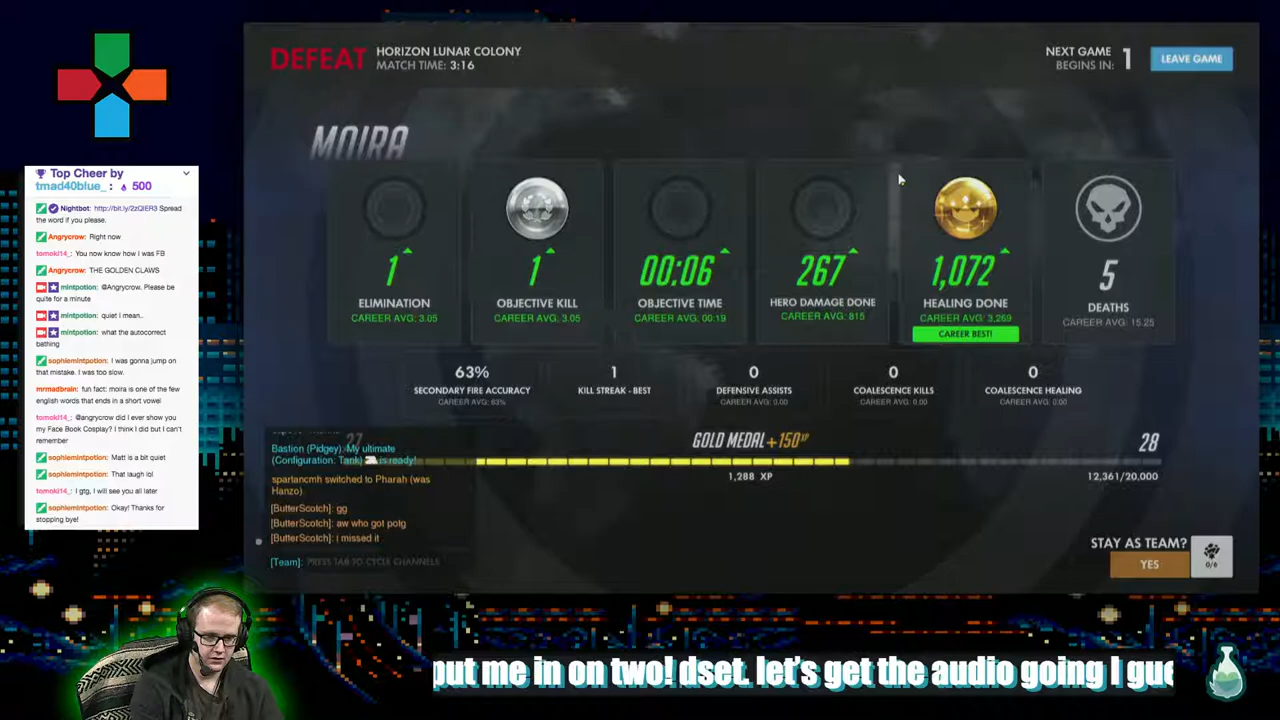 DEFEAT
HORIZON LUNAR COLONY
MATCH TIME: 3:16
NEXT GAME
BEGINS IN:
1
LEAVE GAME
MOIRA
1
ELIMINATION
CAREER AVG: 3.05
1
OBJECTIVE KILL
CAREER AVG: 3.05
00:06
OBJECTIVE TIME
CAREER AVG: 00:19
267
HERO DAMAGE DONE
CAREER AVG: 815
1,072
HEALING DONE
CAREER AVG: 3,269
CAREER BEST!
5
DEATHS
CAREER AVG: 15.25
63%
SECONDARY FIRE ACCURACY
CAREER AVG: 63%
1
KILL STREAK - BEST
0
DEFENSIVE ASSISTS
CAREER AVG: 0.00
0
COALESCENCE KILLS
CAREER AVG: 0.00
0
COALESCENCE HEALING
CAREER AVG: 0.00
27
GOLD MEDAL +150XP
28
1,288 XP
12,361/20,000
Bastion (Pidgey): My ultimate
(Configuration: Tank) is ready!
spartancmh switched to Pharah (was
Hanzo)
[ButterScotch]: gg
[ButterScotch]: aw who got potg
[ButterScotch]: i missed it
[Team]: PRESS TAB TO CYCLE CHANNELS
STAY AS TEAM?
YES
0/6
Top Cheer by
tmad40blue_ : 500
Nightbot: http://bit.ly/2zQIER3 Spread
the word if you please.
Angrycrow: Right now
tomoki14_: You now know how I was FB
Angrycrow: THE GOLDEN CLAWS
mintpotion: @Angrycrow. Please be
quite for a minute
mintpotion: quiet I mean..
mintpotion: what the autocorrect
bathing
sophiemintpotion: I was gonna jump on
that mistake. I was too slow.
mrmadbrain: fun fact: moira is one of the few
english words that ends in a short vowel
tomoki14_: @angrycrow did I ever show you
my Face Book Cosplay? I think I did but I can't
remember
sophiemintpotion: Matt is a bit quiet
sophiemintpotion: That laugh lol
tomoki14_: I gtg, I will see you all later
sophiemintpotion: Okay! Thanks for
stopping bye!
put me in on two! dset. let's get the audio going I gue